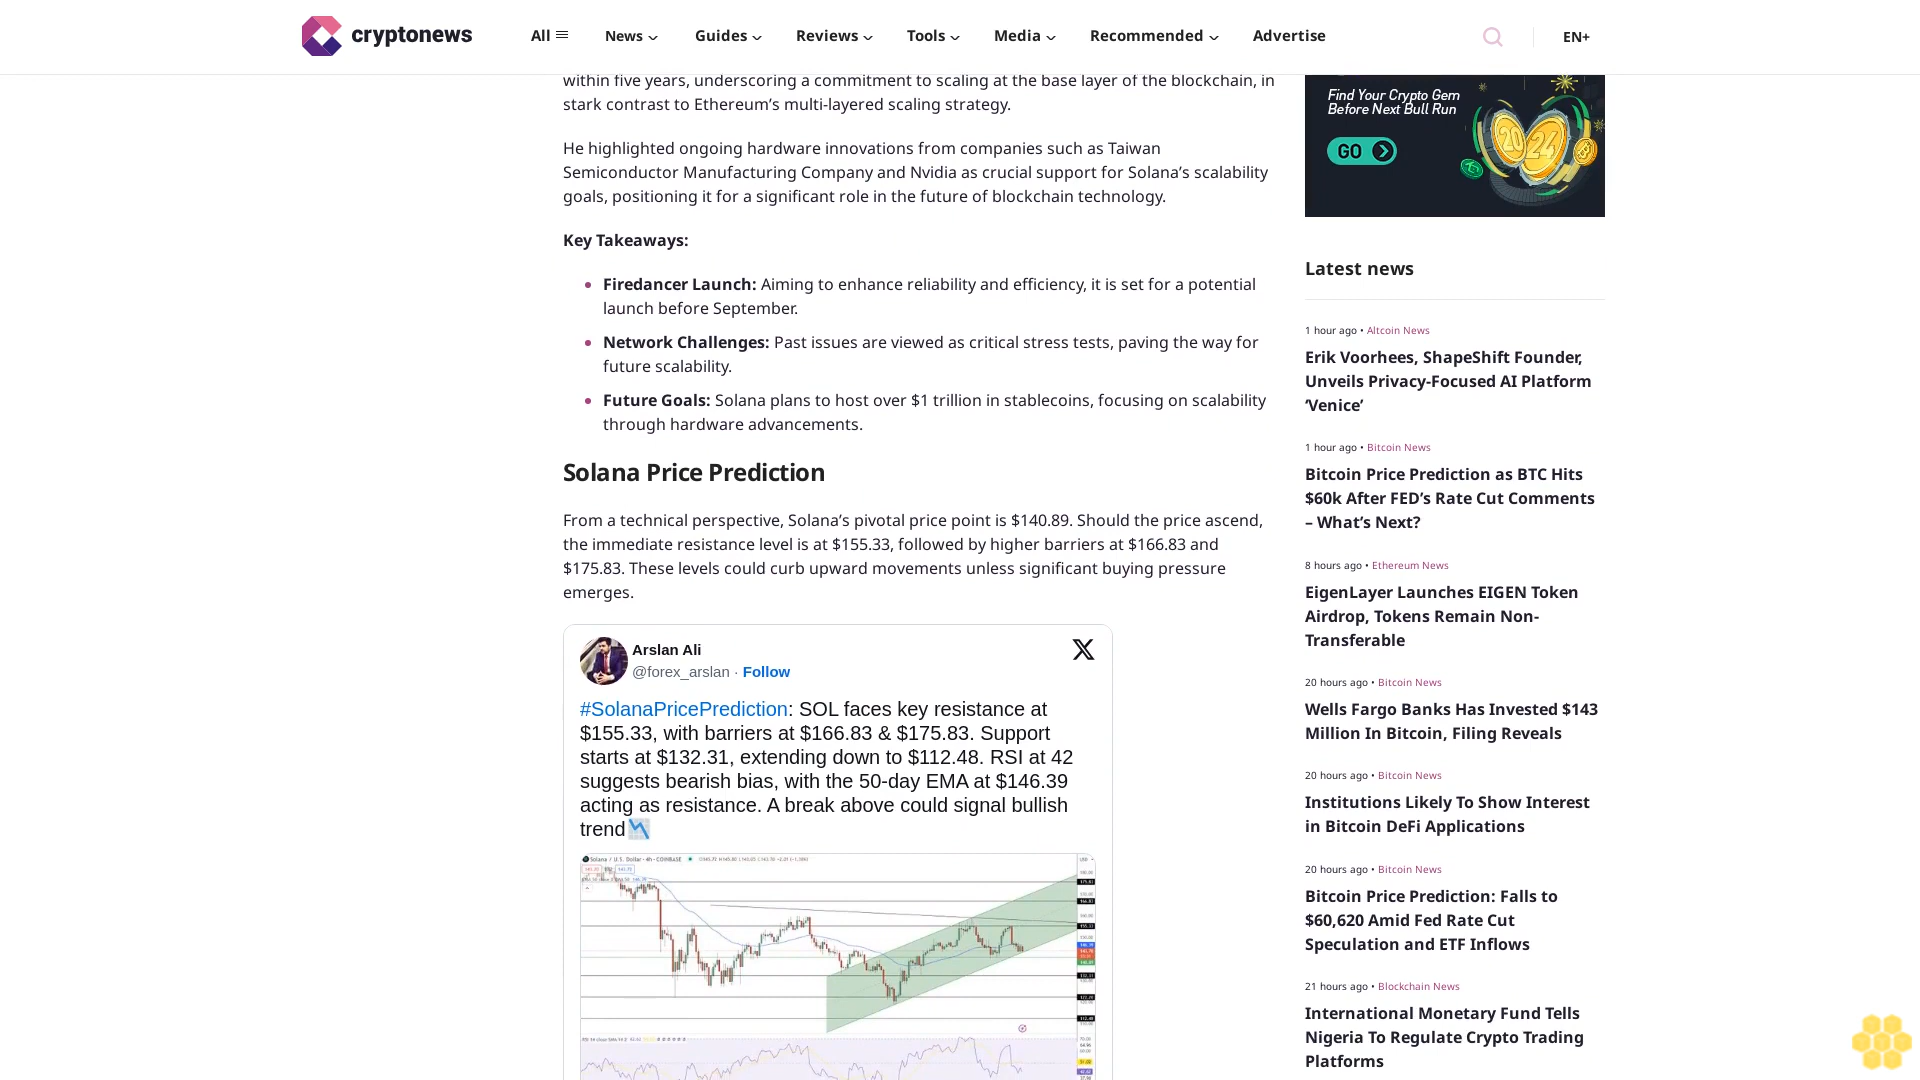 cryptonews
All
News
Guides
Reviews
Tools
Media
Recommended
Advertise
EN+
within five years, underscoring a commitment to scaling at the base layer of the blockchain, in
stark contrast to Ethereum’s multi-layered scaling strategy.
He highlighted ongoing hardware innovations from companies such as Taiwan
Semiconductor Manufacturing Company and Nvidia as crucial support for Solana’s scalability
goals, positioning it for a significant role in the future of blockchain technology.
Key Takeaways:
Firedancer Launch: Aiming to enhance reliability and efficiency, it is set for a potential
launch before September.
Network Challenges: Past issues are viewed as critical stress tests, paving the way for
future scalability.
Future Goals: Solana plans to host over $1 trillion in stablecoins, focusing on scalability
through hardware advancements.
Solana Price Prediction
From a technical perspective, Solana’s pivotal price point is $140.89. Should the price ascend,
the immediate resistance level is at $155.33, followed by higher barriers at $166.83 and
$175.83. These levels could curb upward movements unless significant buying pressure
emerges.
Arslan Ali
@forex_arslan · Follow
#SolanaPricePrediction: SOL faces key resistance at
$155.33, with barriers at $166.83 & $175.83. Support
starts at $132.31, extending down to $112.48. RSI at 42
suggests bearish bias, with the 50-day EMA at $146.39
acting as resistance. A break above could signal bullish
trend
Solana / U.S. Dollar · 4h · COINBASE
175.83
166.83
155.33
132.31
112.48
Find Your Crypto Gem
Before Next Bull Run
GO
2024
Latest news
1 hour ago • Altcoin News
Erik Voorhees, ShapeShift Founder,
Unveils Privacy-Focused AI Platform
‘Venice’
1 hour ago • Bitcoin News
Bitcoin Price Prediction as BTC Hits
$60k After FED’s Rate Cut Comments
– What’s Next?
8 hours ago • Ethereum News
EigenLayer Launches EIGEN Token
Airdrop, Tokens Remain Non-
Transferable
20 hours ago • Bitcoin News
Wells Fargo Banks Has Invested $143
Million In Bitcoin, Filing Reveals
20 hours ago • Bitcoin News
Institutions Likely To Show Interest
in Bitcoin DeFi Applications
20 hours ago • Bitcoin News
Bitcoin Price Prediction: Falls to
$60,620 Amid Fed Rate Cut
Speculation and ETF Inflows
21 hours ago • Blockchain News
International Monetary Fund Tells
Nigeria To Regulate Crypto Trading
Platforms